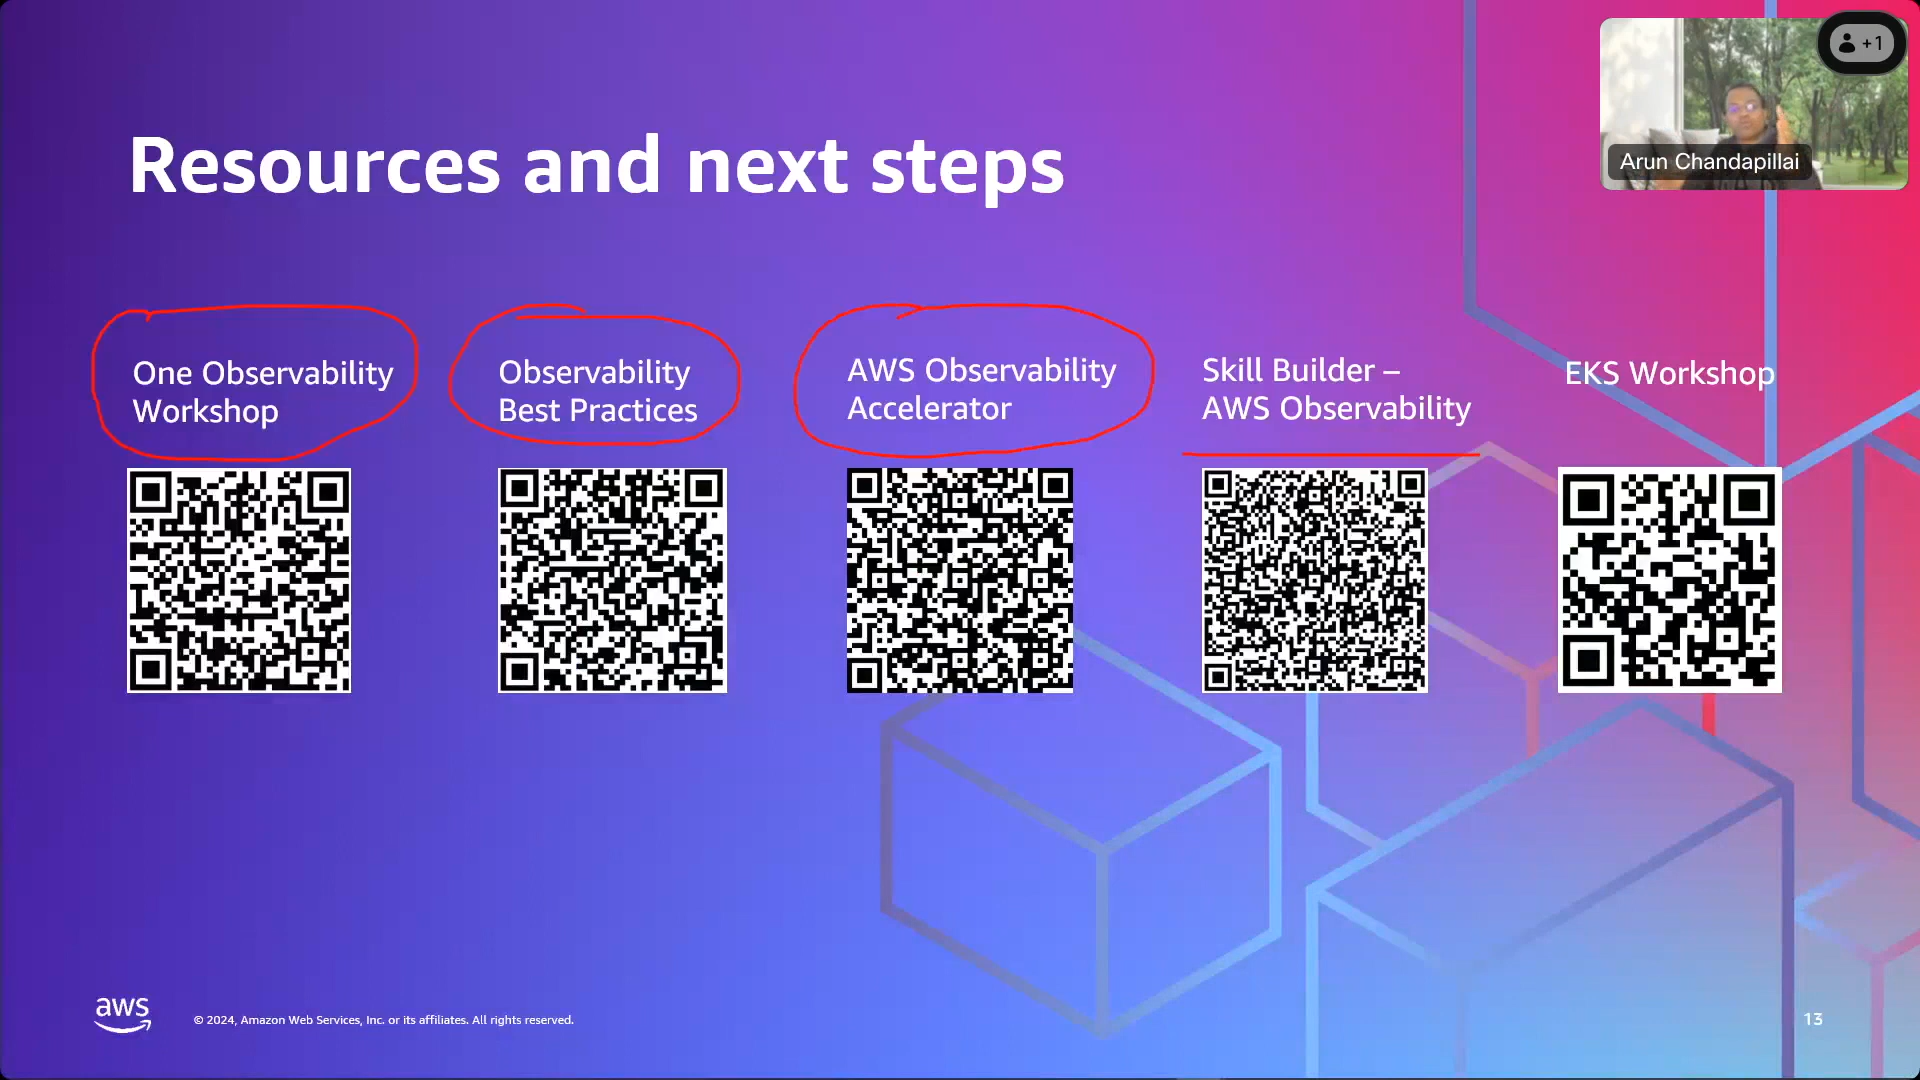 +1
Arun Chandapillai
Resources and next steps
One Observability
Workshop
Observability
Best Practices
AWS Observability
Accelerator
Skill Builder –
AWS Observability
EKS Workshop
aws
© 2024, Amazon Web Services, Inc. or its affiliates. All rights reserved.
13